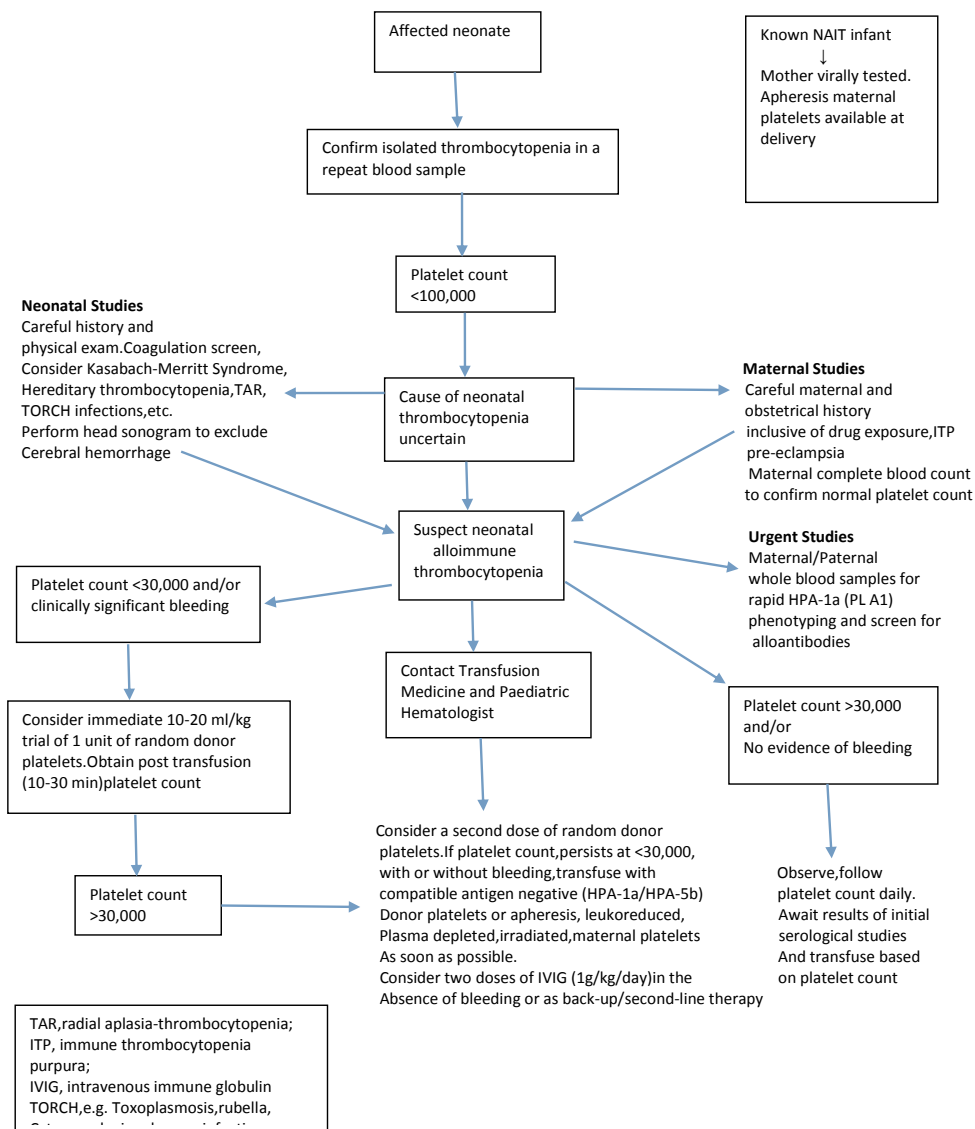 Affected neonate
Known NAIT infant
↓
Mother virally tested.
Apheresis maternal
platelets available at
delivery
Confirm isolated thrombocytopenia in a
repeat blood sample
Platelet count
<100,000
Neonatal Studies
Careful history and
physical exam.Coagulation screen,
Consider Kasabach-Merritt Syndrome,
Hereditary thrombocytopenia,TAR,
TORCH infections,etc.
Perform head sonogram to exclude
Cerebral hemorrhage
Cause of neonatal
thrombocytopenia
uncertain
Maternal Studies
Careful maternal and
obstetrical history
inclusive of drug exposure,ITP
pre-eclampsia
Maternal complete blood count
to confirm normal platelet count
Suspect neonatal
alloimmune
thrombocytopenia
Urgent Studies
Maternal/Paternal
whole blood samples for
rapid HPA-1a (PL A1)
phenotyping and screen for
alloantibodies
Platelet count <30,000 and/or
clinically significant bleeding
Contact Transfusion
Medicine and Paediatric
Hematologist
Platelet count >30,000
and/or
No evidence of bleeding
Consider immediate 10-20 ml/kg
trial of 1 unit of random donor
platelets.Obtain post transfusion
(10-30 min)platelet count
Platelet count
>30,000
Consider a second dose of random donor
platelets.If platelet count,persists at <30,000,
with or without bleeding,transfuse with
compatible antigen negative (HPA-1a/HPA-5b)
Donor platelets or apheresis, leukoreduced,
Plasma depleted,irradiated,maternal platelets
As soon as possible.
Consider two doses of IVIG (1g/kg/day)in the
Absence of bleeding or as back-up/second-line therapy
Observe,follow
platelet count daily.
Await results of initial
serological studies
And transfuse based
on platelet count
TAR,radial aplasia-thrombocytopenia;
ITP, immune thrombocytopenia
purpura;
IVIG, intravenous immune globulin
TORCH,e.g. Toxoplasmosis,rubella,